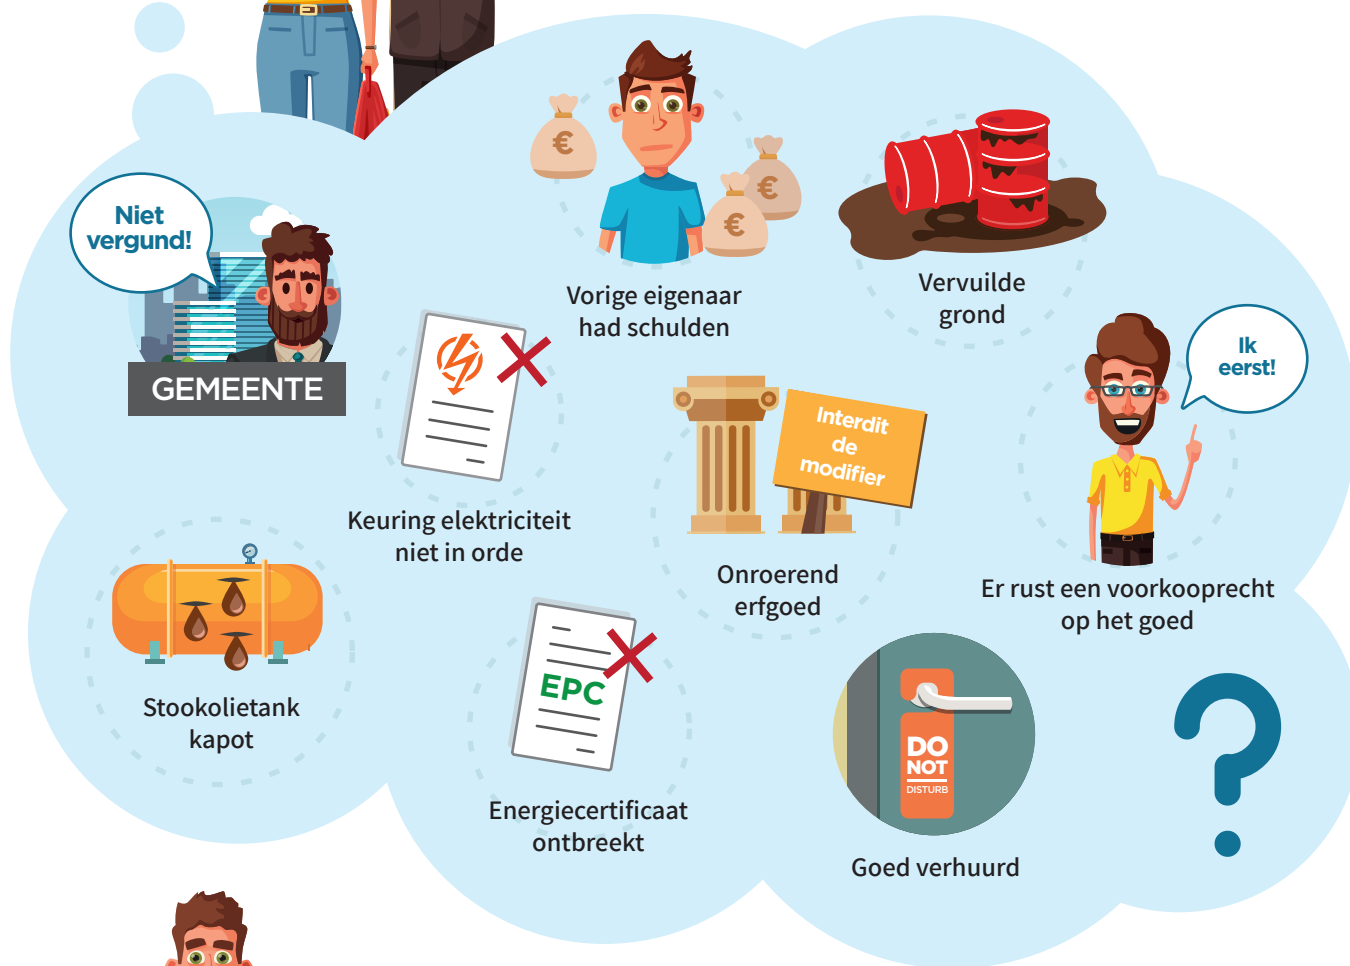 Niet
vergund!
GEMEENTE
€
€
€
Vorige eigenaar
had schulden
Vervuilde
grond
Ik
eerst!
Keuring elektriciteit
niet in orde
Interdit
de
modifier
Onroerend
erfgoed
Er rust een voorkooprecht
op het goed
Stookolietank
kapot
EPC
Energiecertificaat
ontbreekt
DO
NOT
DISTURB
Goed verhuurd
?